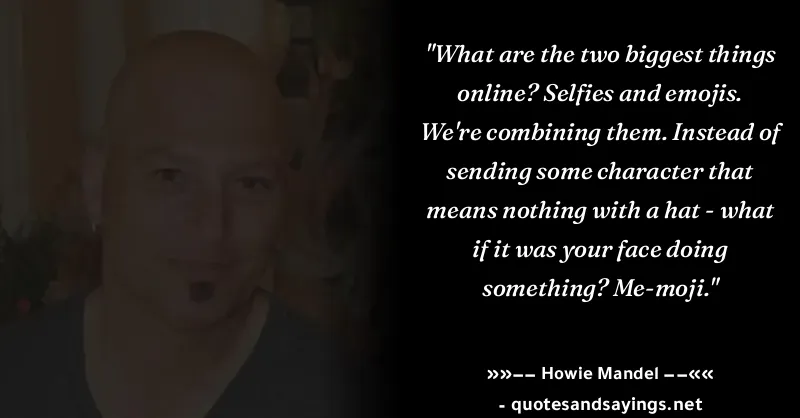 "What are the two biggest things
online? Selfies and emojis.
We're combining them. Instead of
sending some character that
means nothing with a hat - what
if it was your face doing
something? Me-moji."
»»−− Howie Mandel −−««
- quotesandsayings.net